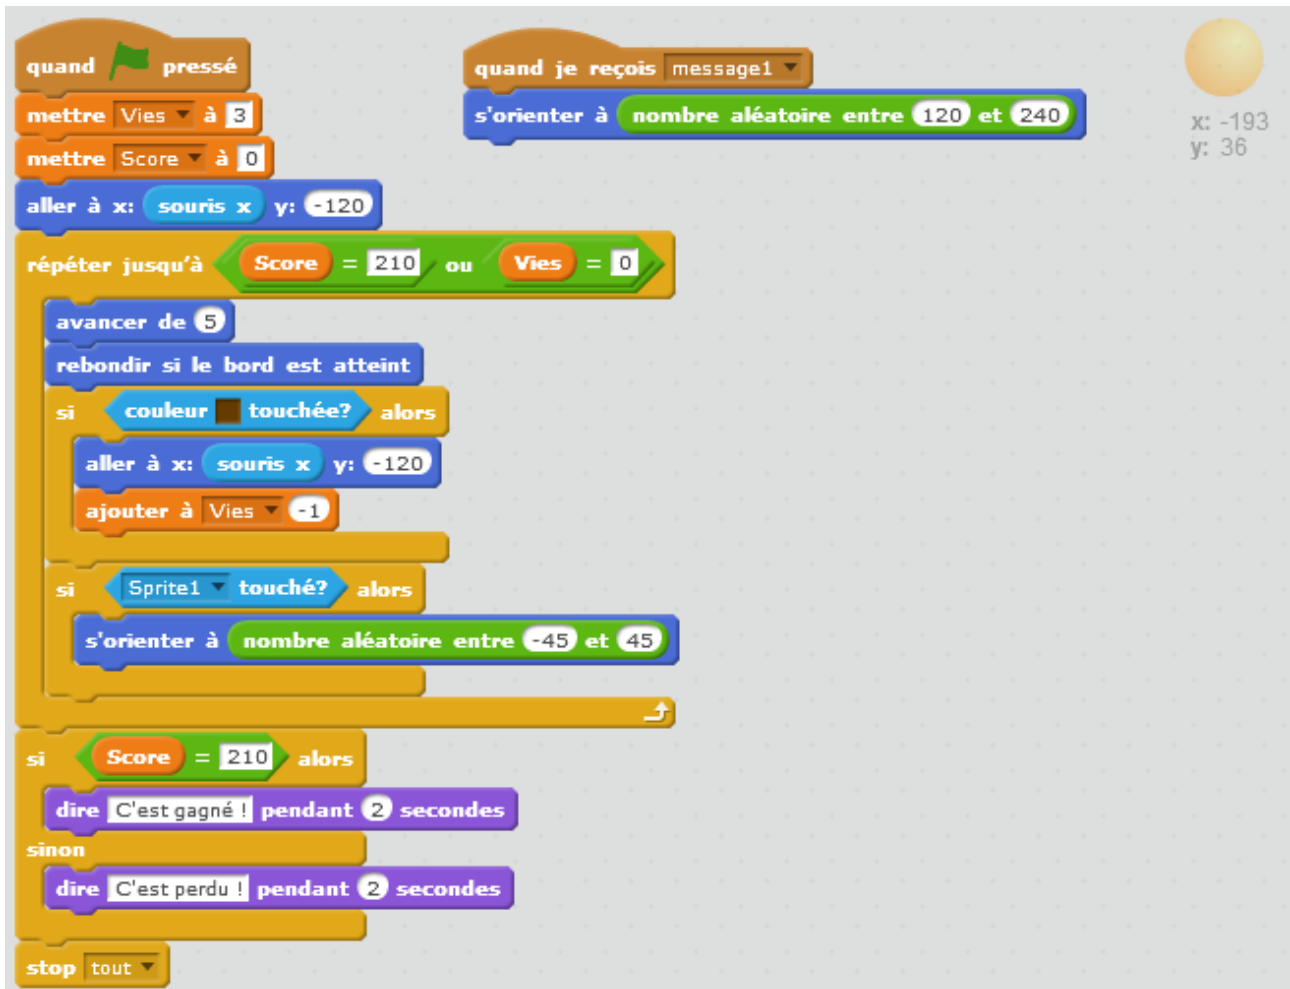 quand pressé
mettre Vies à 3
mettre Score à 0
aller à x: souris x y: -120
répéter jusqu'à Score = 210 ou Vies = 0
avancer de 5
rebondir si le bord est atteint
si couleur touchée? alors
aller à x: souris x y: -120
ajouter à Vies -1
si Sprite1 touché? alors
s'orienter à nombre aléatoire entre -45 et 45
si Score = 210 alors
dire C'est gagné ! pendant 2 secondes
sinon
dire C'est perdu ! pendant 2 secondes
stop tout
quand je reçois message1
s'orienter à nombre aléatoire entre 120 et 240
x: -193
y: 36